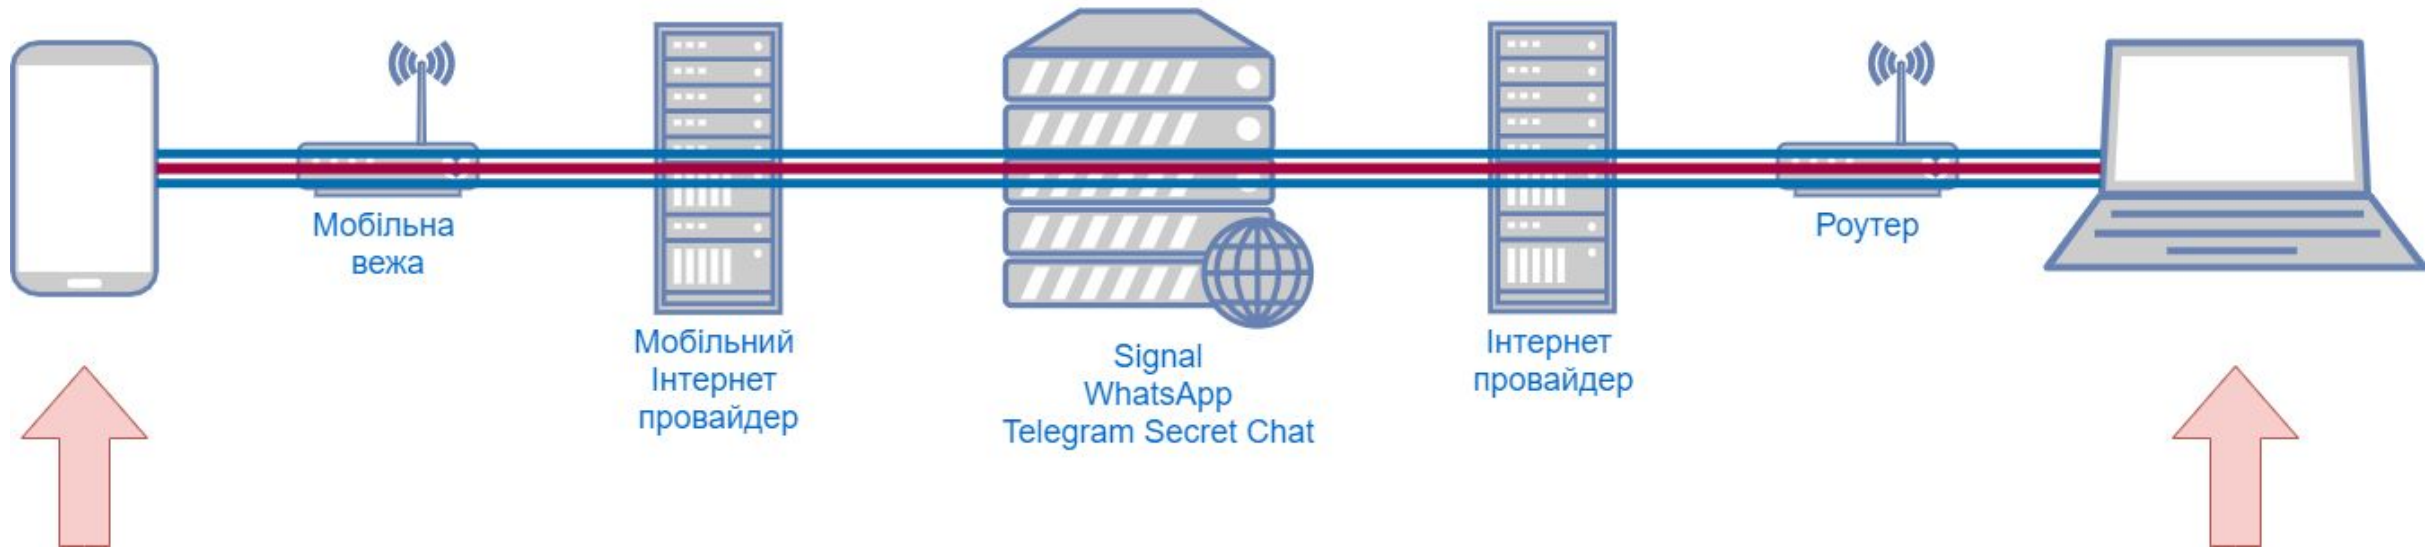 Мобільна
вежа
Мобільний
Інтернет
провайдер
Signal
WhatsApp
Telegram Secret Chat
Інтернет
провайдер
Роутер